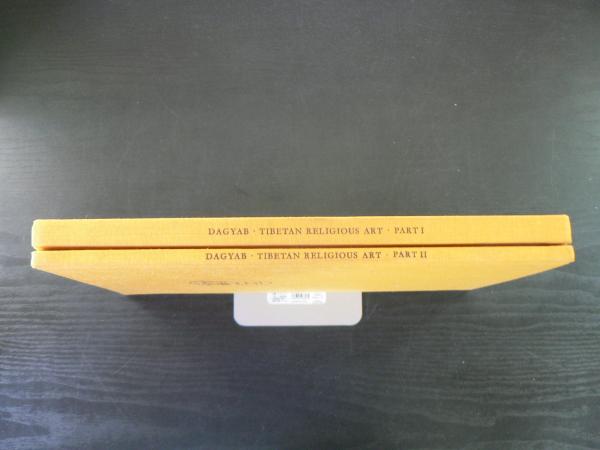 DAGYAB · TIBETAN RELIGIOUS ART · PART I
DAGYAB · TIBETAN RELIGIOUS ART · PART II